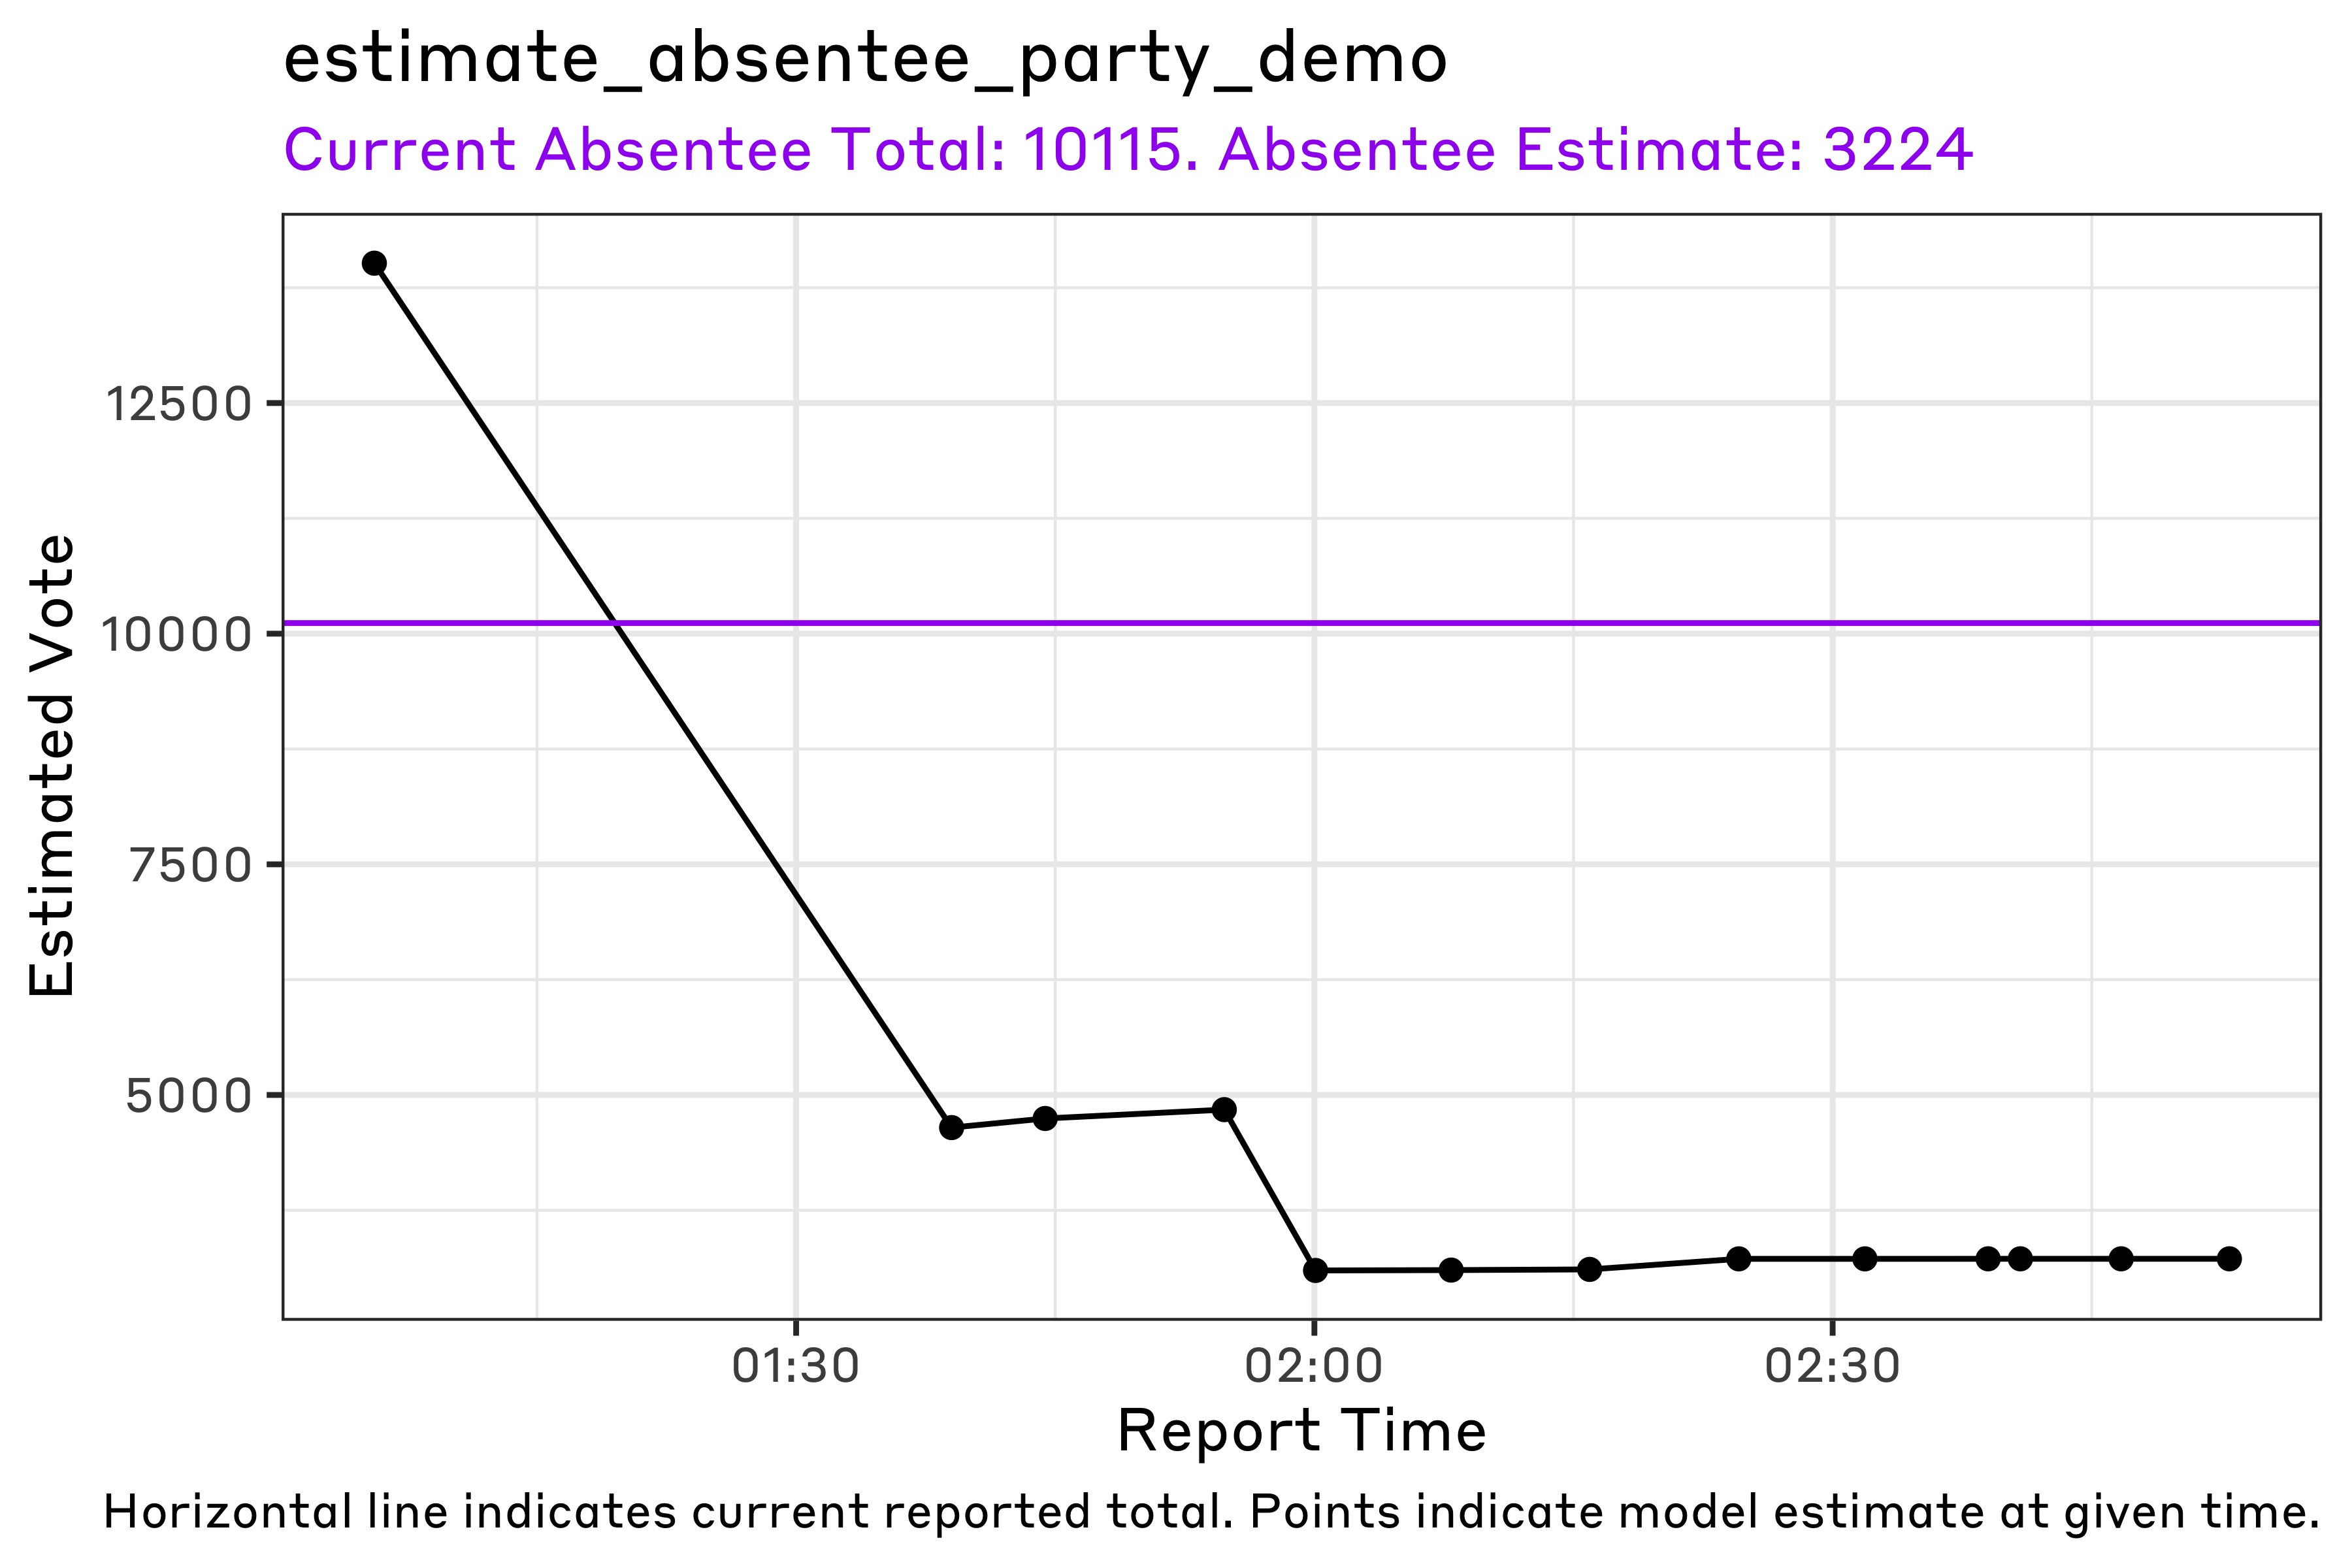 estimate_absentee_party_demo
Current Absentee Total: 10115. Absentee Estimate: 3224
Estimated Vote
12500
10000
7500
5000
01:30 02:00 02:30
Report Time
Horizontal line indicates current reported total. Points indicate model estimate at given time.